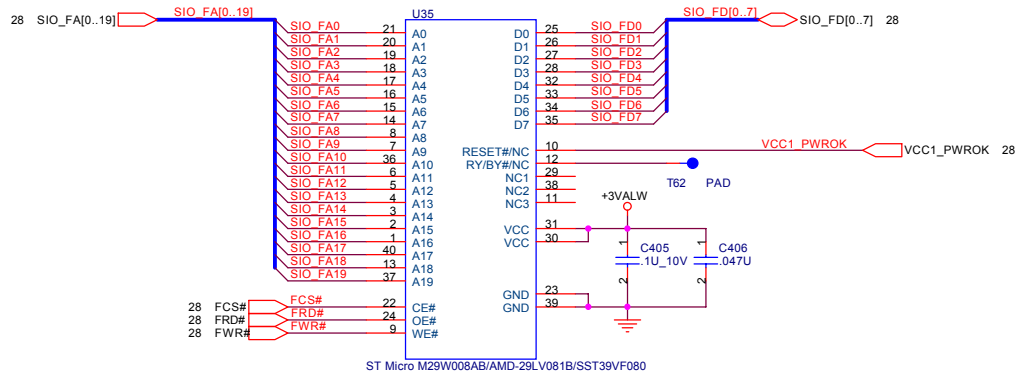 28 SIO_FA[0..19] SIO_FA[0..19] U35 SIO_FD[0..7] SIO_FD[0..7] 28
SIO_FA0 21 A0 D0 25 SIO_FD0
SIO_FA1 20 A1 D1 26 SIO_FD1
SIO_FA2 19 A2 D2 27 SIO_FD2
SIO_FA3 18 A3 D3 28 SIO_FD3
SIO_FA4 17 A4 D4 32 SIO_FD4
SIO_FA5 16 A5 D5 33 SIO_FD5
SIO_FA6 15 A6 D6 34 SIO_FD6
SIO_FA7 14 A7 D7 35 SIO_FD7
SIO_FA8 8 A8
SIO_FA9 7 A9 RESET#/NC 10 VCC1_PWROK VCC1_PWROK 28
SIO_FA10 36 A10 RY/BY#/NC 12 T62 PAD
SIO_FA11 6 A11 NC1 29
SIO_FA12 5 A12 NC2 38
SIO_FA13 4 A13 NC3 11
+3VALW
SIO_FA14 3 A14
SIO_FA15 2 A15 VCC 31
SIO_FA16 1 A16 VCC 30
SIO_FA17 40 A17 1 C405 1 C406
SIO_FA18 13 A18 .1U_10V .047U
SIO_FA19 37 A19 2 2
GND 23
28 FCS# FCS# 22 CE# GND 39
28 FRD# FRD# 24 OE#
28 FWR# FWR# 9 WE#
ST Micro M29W008AB/AMD-29LV081B/SST39VF080